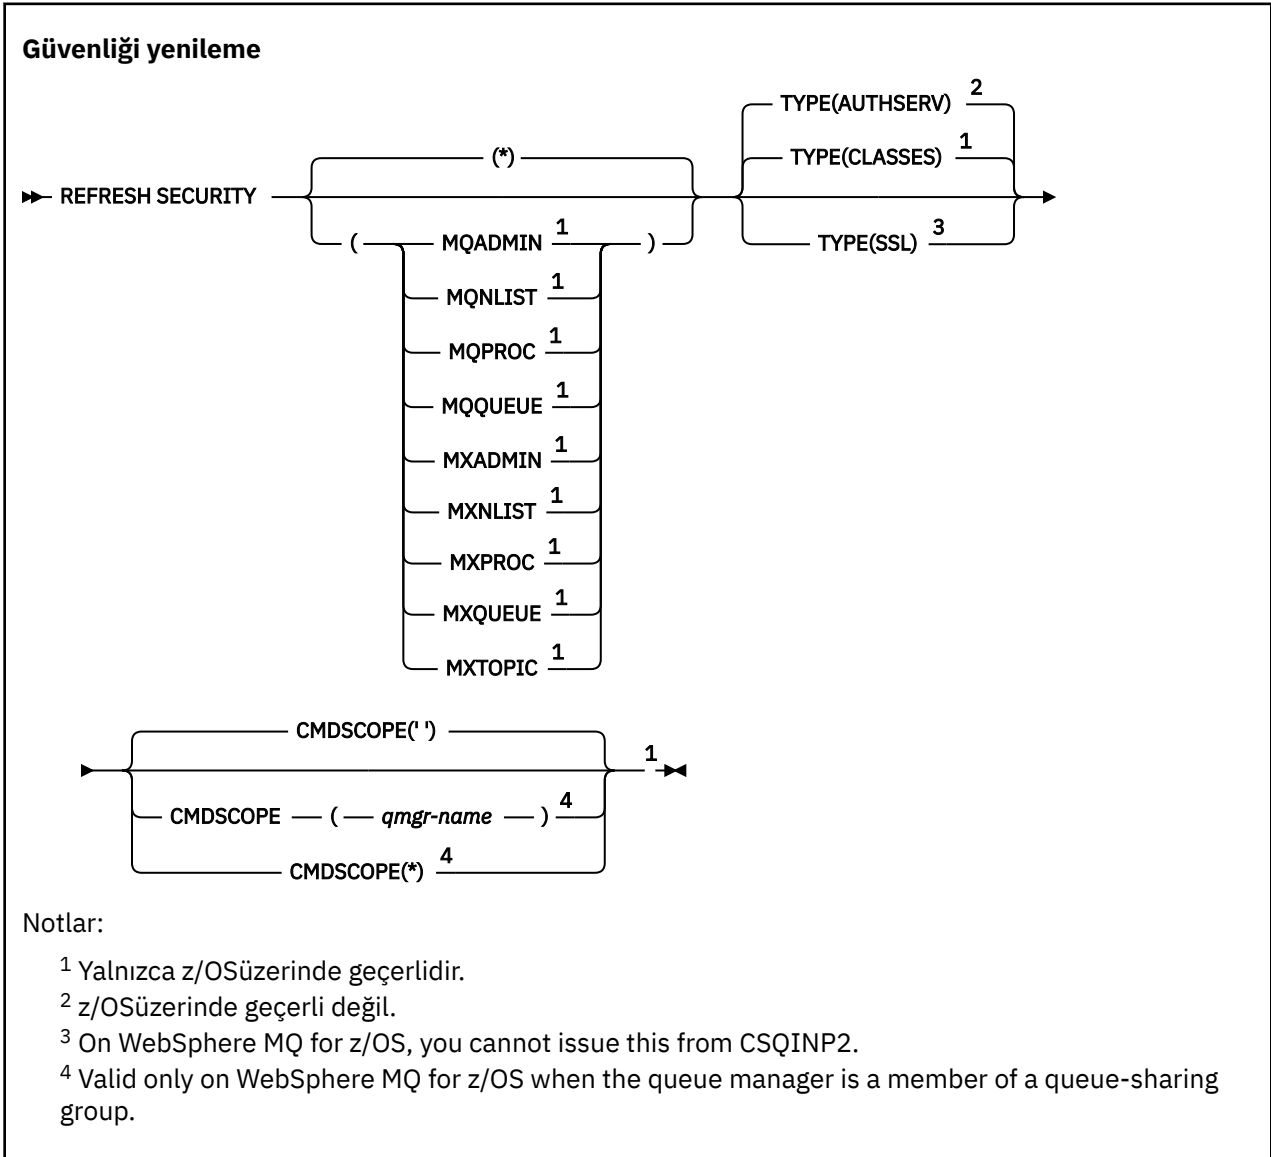 Güvenliği yenileme
TYPE(AUTHSERV) 2
(*) TYPE(CLASSES) 1
REFRESH SECURITY
( MQADMIN 1 ) TYPE(SSL) 3
MQNLIST 1
MQPROC 1
MQQUEUE 1
MXADMIN 1
MXNLIST 1
MXPROC 1
MXQUEUE 1
MXTOPIC 1
CMDSCOPE(' ')
1
CMDSCOPE ( qmgr-name ) 4
CMDSCOPE(*) 4
Notlar:
1 Yalnızca z/OSüzerinde geçerlidir.
2 z/OSüzerinde geçerli değil.
3 On WebSphere MQ for z/OS, you cannot issue this from CSQINP2.
4 Valid only on WebSphere MQ for z/OS when the queue manager is a member of a queue-sharing
group.